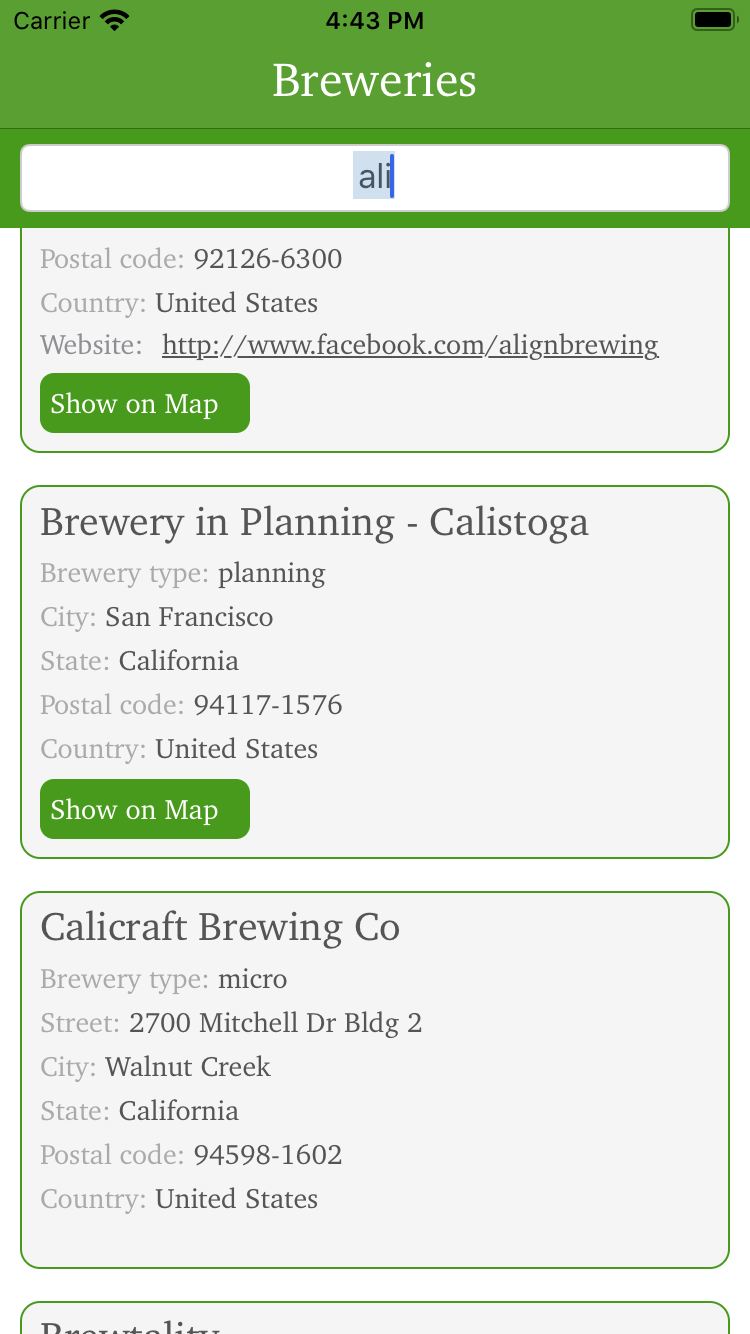 Carrier 4:43 PM
Breweries
ali
Postal code: 92126-6300
Country: United States
Website: http://www.facebook.com/alignbrewing
Show on Map
Brewery in Planning - Calistoga
Brewery type: planning
City: San Francisco
State: California
Postal code: 94117-1576
Country: United States
Show on Map
Calicraft Brewing Co
Brewery type: micro
Street: 2700 Mitchell Dr Bldg 2
City: Walnut Creek
State: California
Postal code: 94598-1602
Country: United States
Brewtality